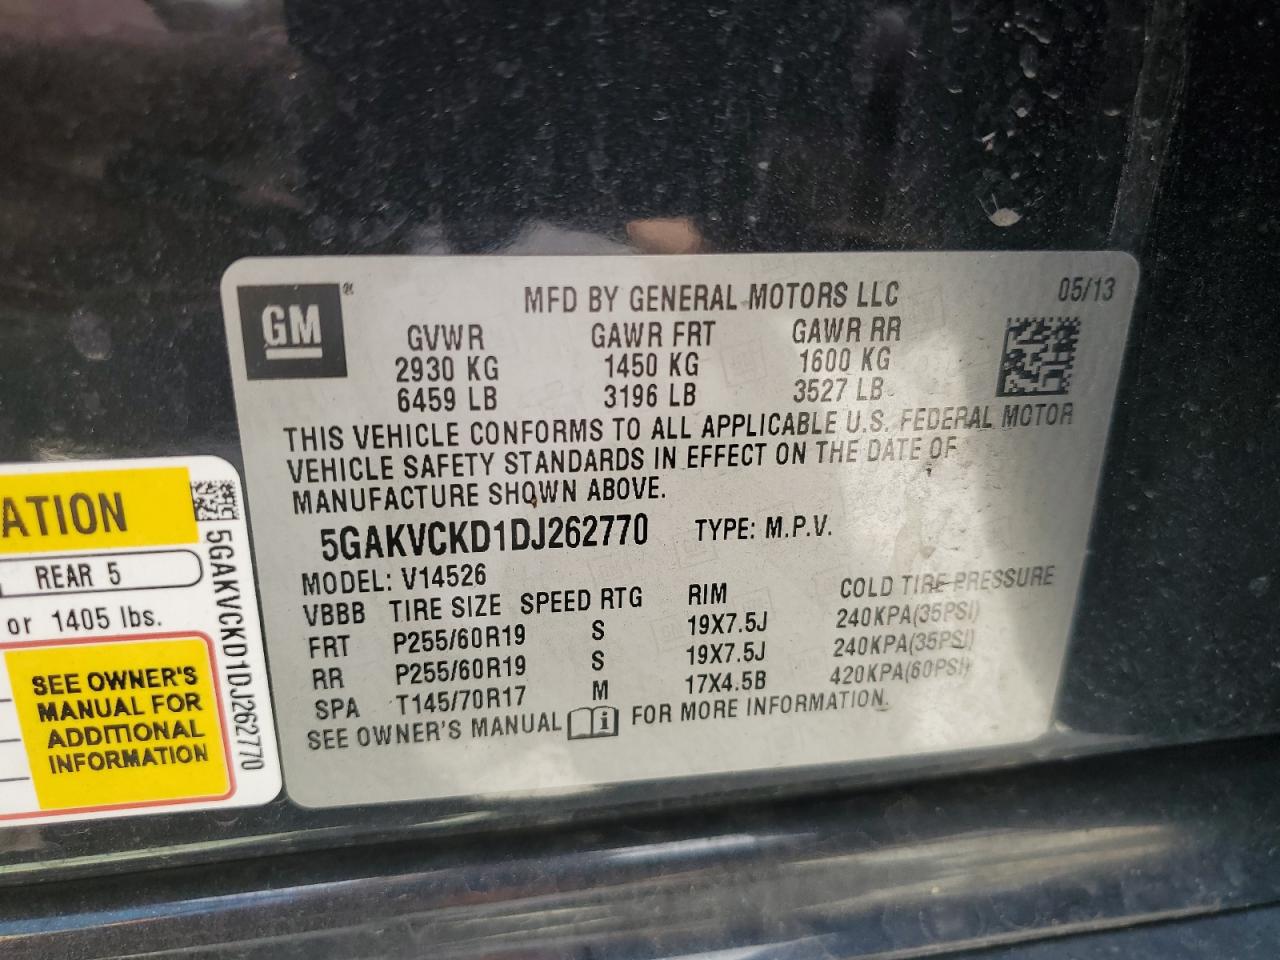 GM
MFD BY GENERAL MOTORS LLC
05/13
GVWR GAWR FRT GAWR RR
2930 KG 1450 KG 1600 KG
6459 LB 3196 LB 3527 LB
THIS VEHICLE CONFORMS TO ALL APPLICABLE U.S. FEDERAL MOTOR
VEHICLE SAFETY STANDARDS IN EFFECT ON THE DATE OF
MANUFACTURE SHOWN ABOVE.
5GAKVCKD1DJ262770 TYPE: M.P.V.
MODEL: V14526
VBBB TIRE SIZE SPEED RTG RIM COLD TIRE PRESSURE
FRT P255/60R19 S 19X7.5J 240KPA(35PSI)
RR P255/60R19 S 19X7.5J 240KPA(35PSI)
SPA T145/70R17 M 17X4.5B 420KPA(60PSI)
SEE OWNER'S MANUAL i FOR MORE INFORMATION.
ATION
REAR 5
or 1405 lbs.
SEE OWNER'S
MANUAL FOR
ADDITIONAL
INFORMATION
5GAKVCKD1DJ262770